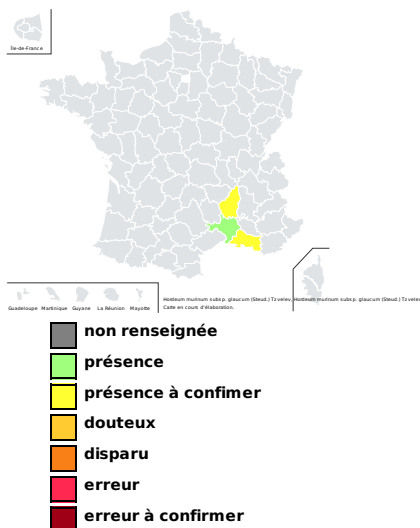 Île-de-France
Guadeloupe Martinique Guyane La Réunion Mayotte
Hordeum murinum subsp. glaucum (Steud.) Tzvelev, Hordeum murinum subsp. glaucum (Steud.) Tzvelev
Carte en cours d'élaboration.
non renseignée
présence
présence à confimer
douteux
disparu
erreur
erreur à confirmer